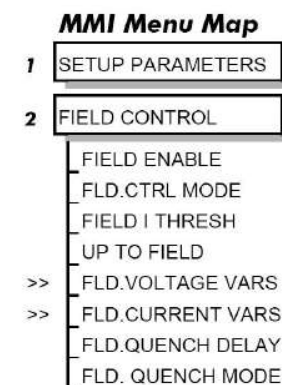 MMI Menu Map
1 SETUP PARAMETERS
2 FIELD CONTROL
FIELD ENABLE
FLD.CTRL MODE
FIELD I THRESH
UP TO FIELD
>> FLD.VOLTAGE VARS
>> FLD.CURRENT VARS
FLD.QUENCH DELAY
FLD. QUENCH MODE